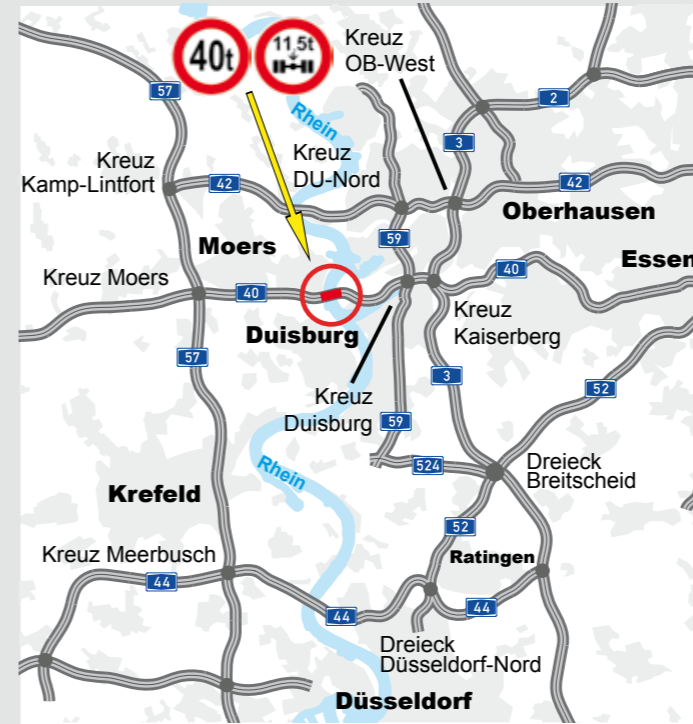 40t
11,5t
Kreuz
OB-West
57
2
Rhein
3
Kreuz
DU-Nord
Kreuz
Kamp-Lintfort
42
42
Oberhausen
59
Moers
Essen
Kreuz Moers
40
40
Duisburg
Kreuz
Kaiserberg
57
3
52
Kreuz
Duisburg
59
Rhein
524
Dreieck
Breitscheid
Krefeld
52
Kreuz Meerbusch
Ratingen
44
44
44
Dreieck
Düsseldorf-Nord
Düsseldorf